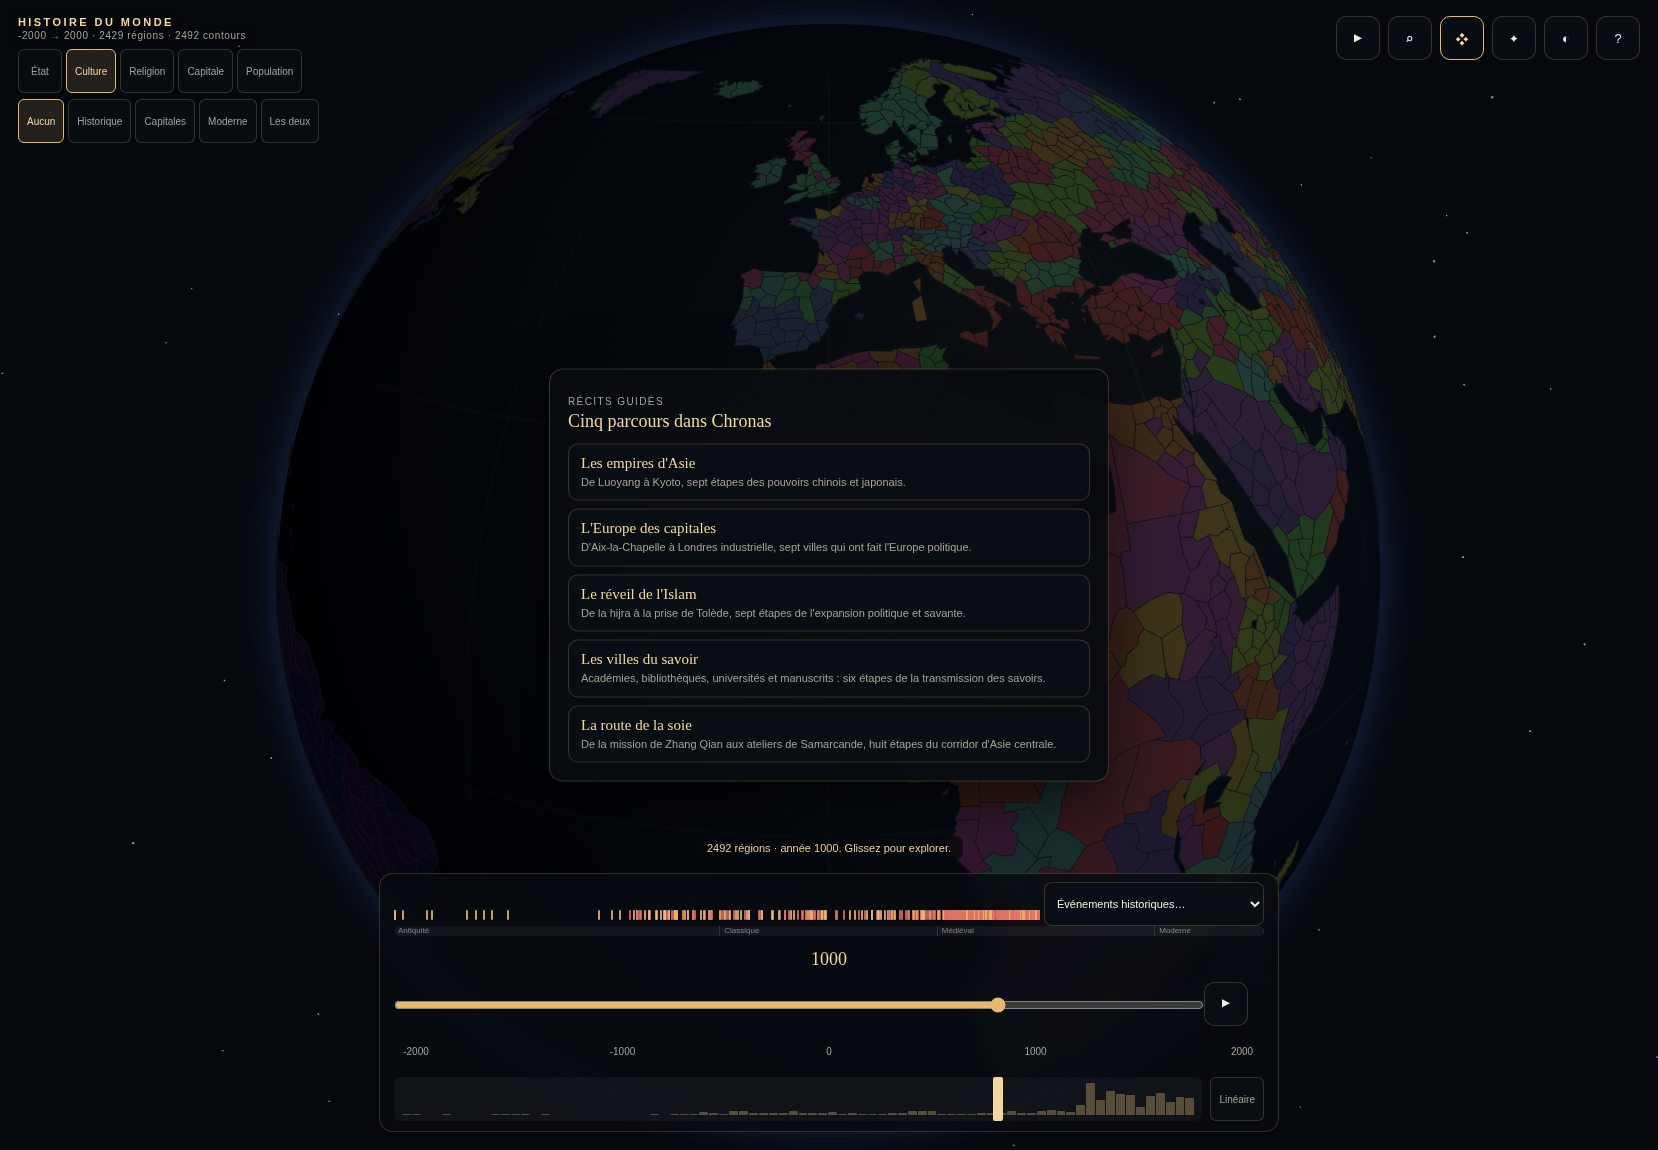 HISTOIRE DU MONDE
-2000 → 2000 · 2429 régions · 2492 contours
État
Culture
Religion
Capitale
Population
Aucun
Historique
Capitales
Moderne
Les deux
?
RÉCITS GUIDÉS
Cinq parcours dans Chronas
Les empires d'Asie
De Luoyang à Kyoto, sept étapes des pouvoirs chinois et japonais.
L'Europe des capitales
D'Aix-la-Chapelle à Londres industrielle, sept villes qui ont fait l'Europe politique.
Le réveil de l'Islam
De la hijra à la prise de Tolède, sept étapes de l'expansion politique et savante.
Les villes du savoir
Académies, bibliothèques, universités et manuscrits : six étapes de la transmission des savoirs.
La route de la soie
De la mission de Zhang Qian aux ateliers de Samarcande, huit étapes du corridor d'Asie centrale.
2492 régions · année 1000. Glissez pour explorer.
Événements historiques...
Antiquité
Classique
Médiéval
Moderne
1000
-2000
-1000
0
1000
2000
Linéaire